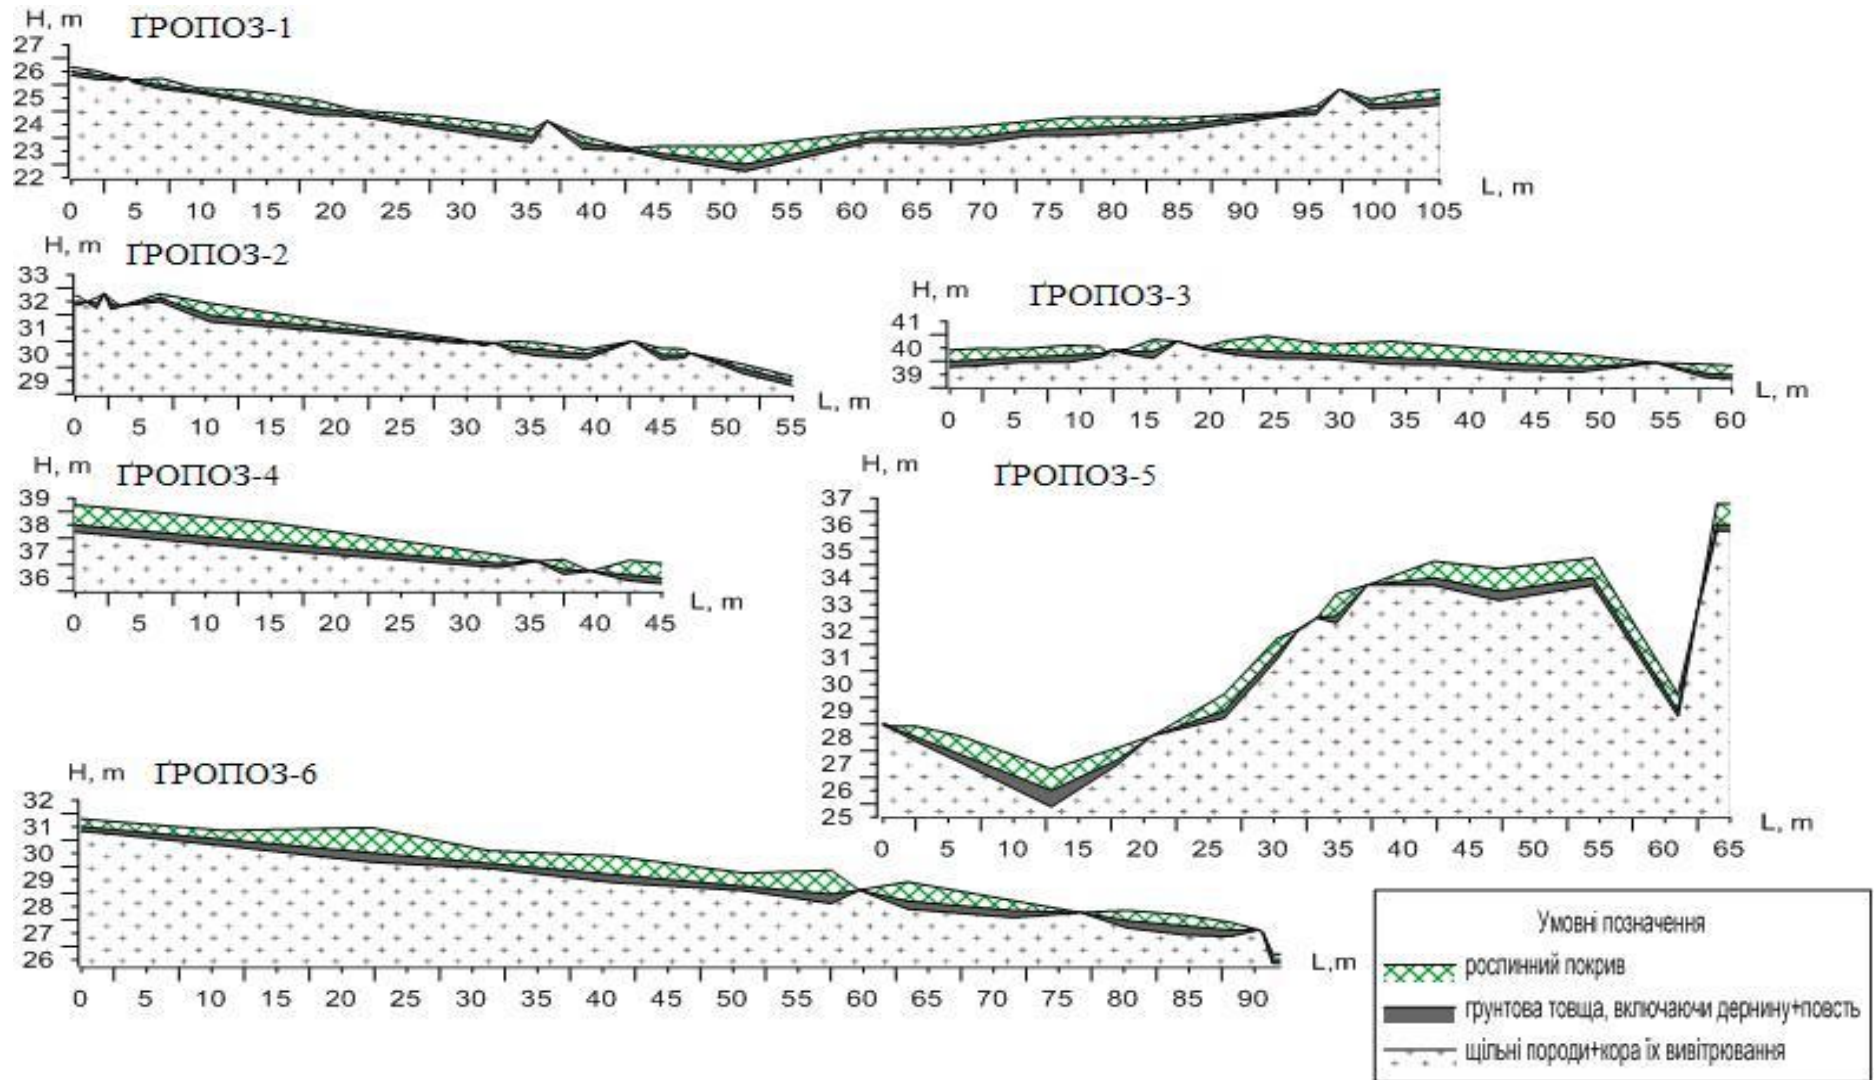 H, m ҐРОПОЗ-1
27
26
25
24
23
22
L, m
0 5 10 15 20 25 30 35 40 45 50 55 60 65 70 75 80 85 90 95 100 105
H, m ҐРОПОЗ-2
33
32
31
30
29
L, m
0 5 10 15 20 25 30 35 40 45 55
H, m ҐРОПОЗ-3
41
40
39
L, m
0 5 10 15 20 25 30 35 40 45 50 55 60
H, m ҐРОПОЗ-4
39
38
37
36
L, m
0 5 10 15 20 25 30 35 40 45
H, m ҐРОПОЗ-5
37
36
35
34
33
32
31
30
29
28
27
26
25
L, m
0 5 10 15 20 25 30 35 40 45 50 55 60 65
H, m ҐРОПОЗ-6
32
31
30
29
28
27
26
L,m
0 5 10 15 20 25 30 35 40 45 50 55 60 65 70 75 80 85 90
Умовні позначення
рослинний покрив
ґрунтова товща, включаючи дернину+повсть
щільні породи+кора їх вивітрювання